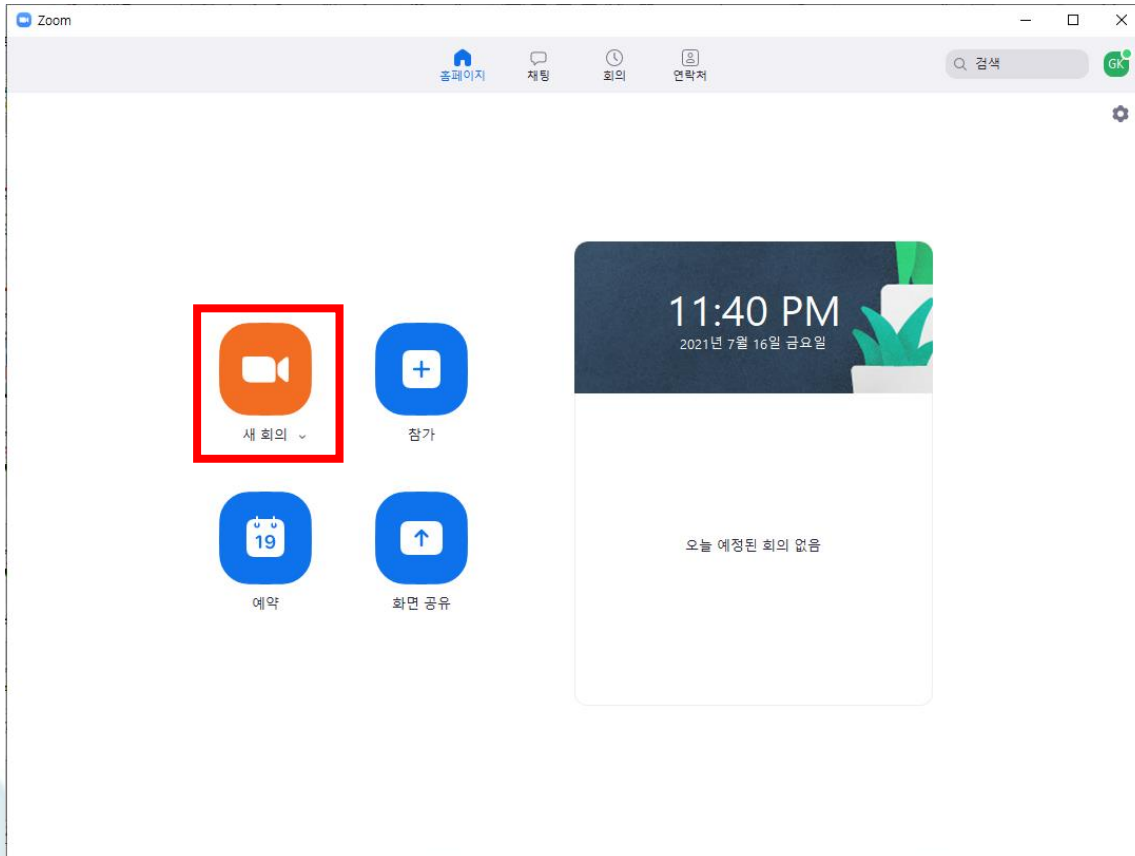 Zoom
홈페이지
채팅
회의
연락처
검색
GK
11:40 PM
2021년 7월 16일 금요일
새 회의
참가
19
예약
화면 공유
오늘 예정된 회의 없음